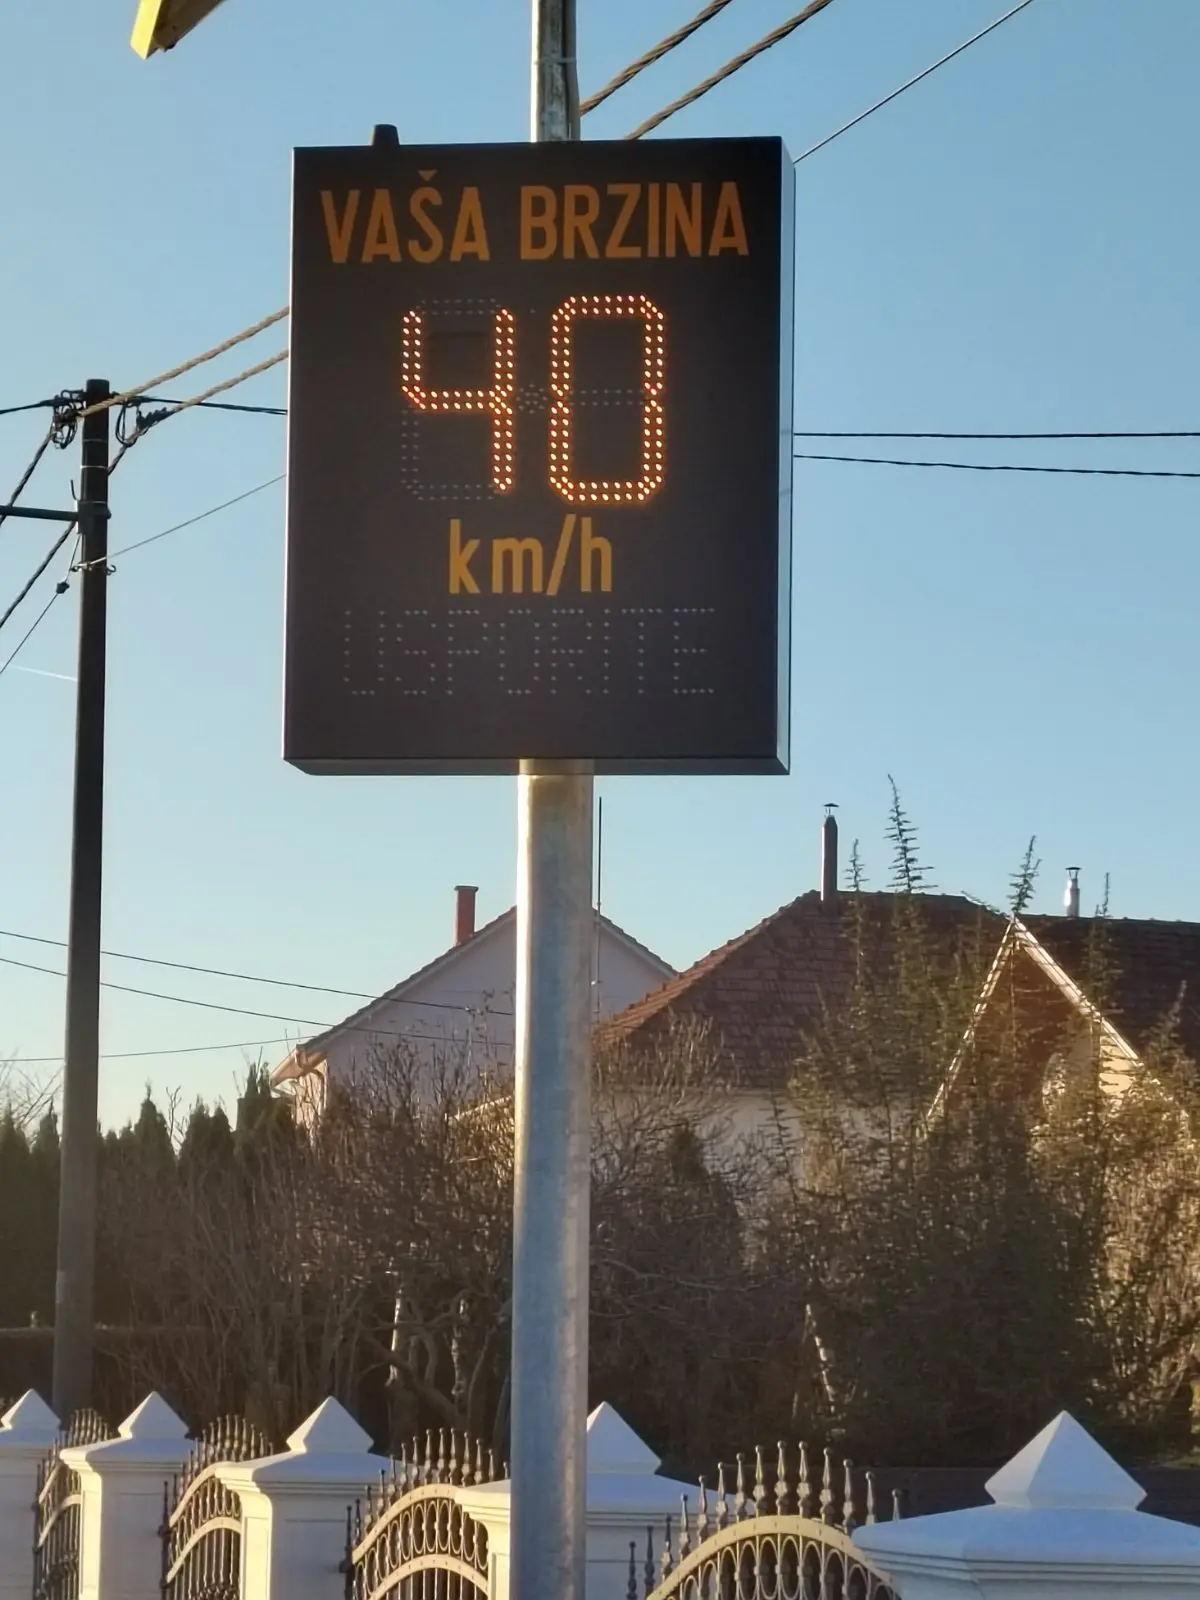 VAŠA BRZINA
40
km/h
USPORITE